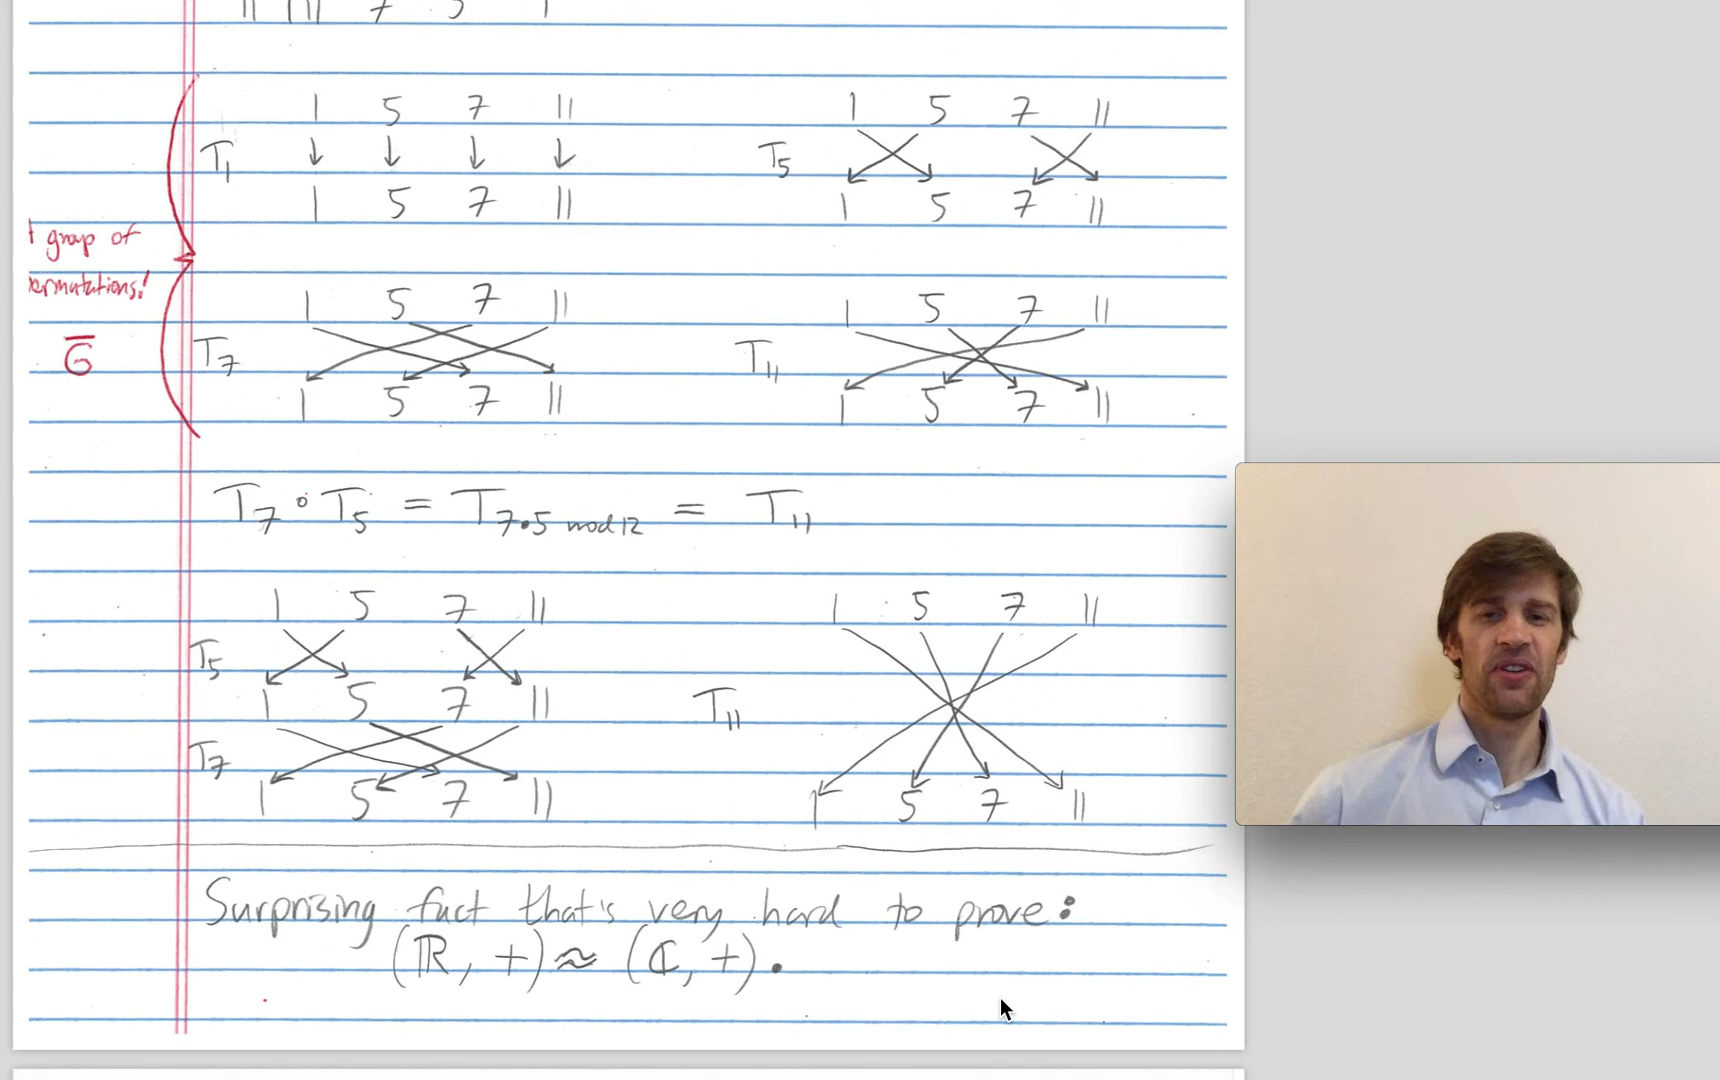 7 5 1
1 5 7 11 1 5 7 11
T₁ ↓ ↓ ↓ ↓ T₅
1 5 7 11 1 5 7 11
group of
permutations!
1 5 7 11 1 5 7 11
G̅ T₇ T₁₁
1 5 7 11 1 5 7 11
T₇ ∘ T₅ = T₇.₅ mod 12 = T₁₁
1 5 7 11 1 5 7 11
T₅
1 5 7 11 T₁₁
T₇
1 5 7 11 1 5 7 11
Surprising fact that's very hard to prove:
(ℝ, +) ≈ (ℂ, +).